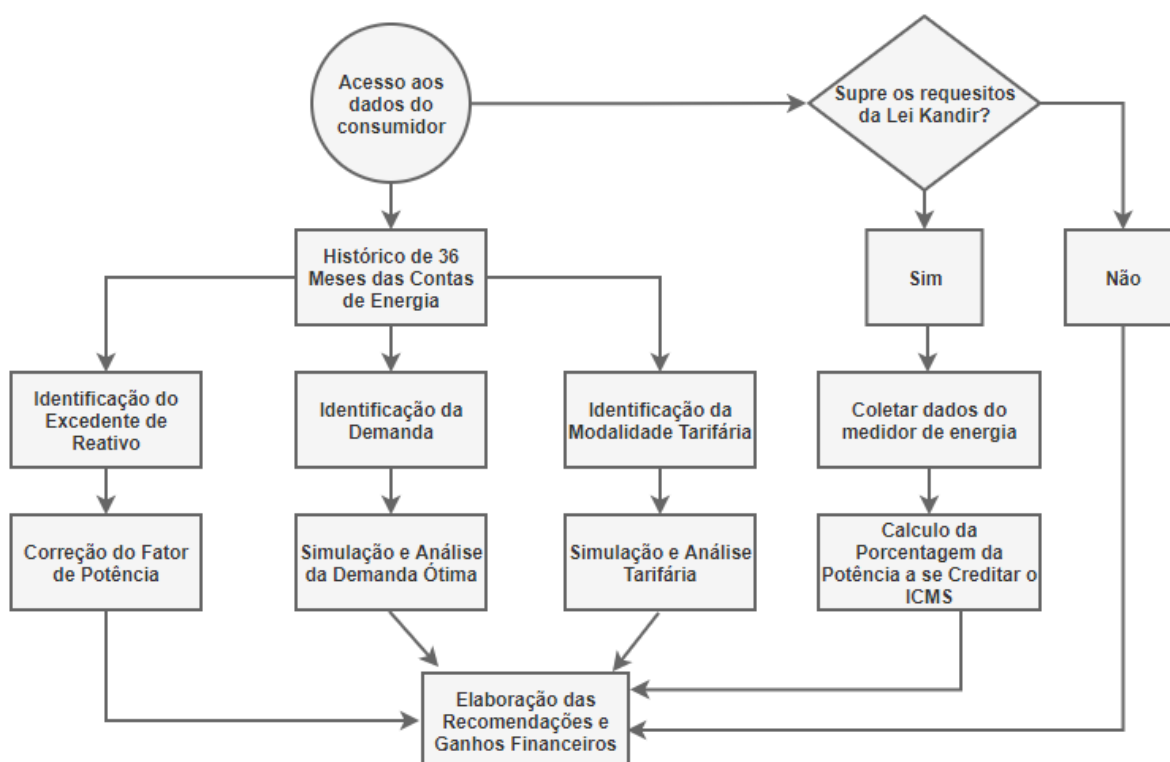 Acesso aos
dados do
consumidor
Supre os requesitos
da Lei Kandir?
Histórico de 36
Meses das Contas
de Energia
Sim
Não
Identificação do
Excedente de
Reativo
Identificação da
Demanda
Identificação da
Modalidade Tarifária
Coletar dados do
medidor de energia
Correção do Fator
de Potência
Simulação e Análise
da Demanda Ótima
Simulação e Análise
Tarifária
Calculo da
Porcentagem da
Potência a se Creditar o
ICMS
Elaboração das
Recomendações e
Ganhos Financeiros